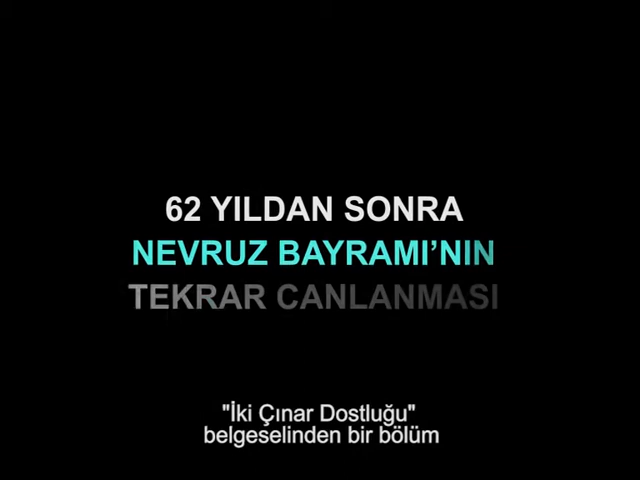 62 YILDAN SONRA
NEVRUZ BAYRAMI’NIN
TEKRAR CANLANMASI
"İki Çınar Dostluğu"
belgeselinden bir bölüm